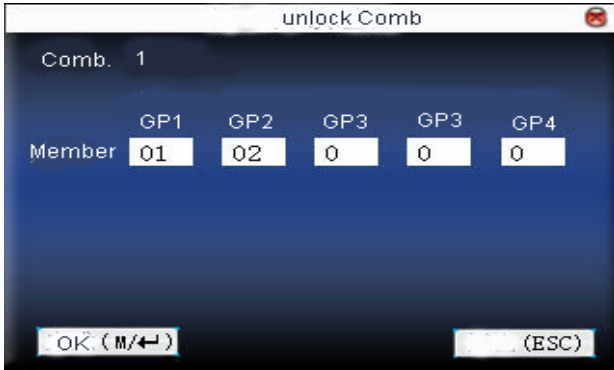 unlock Comb
Comb. 1
GP1 GP2 GP3 GP3 GP4
Member 01 02 0 0 0
OK (M/↵) (ESC)